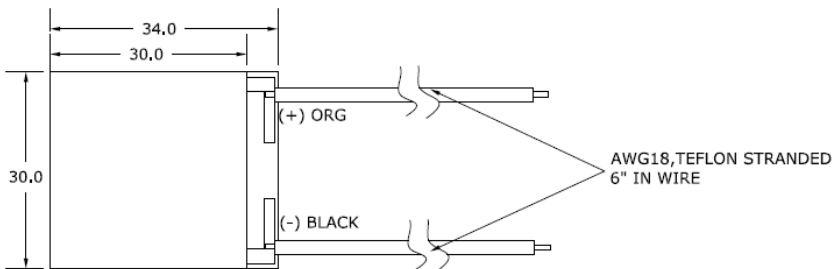 34.0
30.0
30.0
(+) ORG
(-) BLACK
AWG18,TEFLON STRANDED
6" IN WIRE